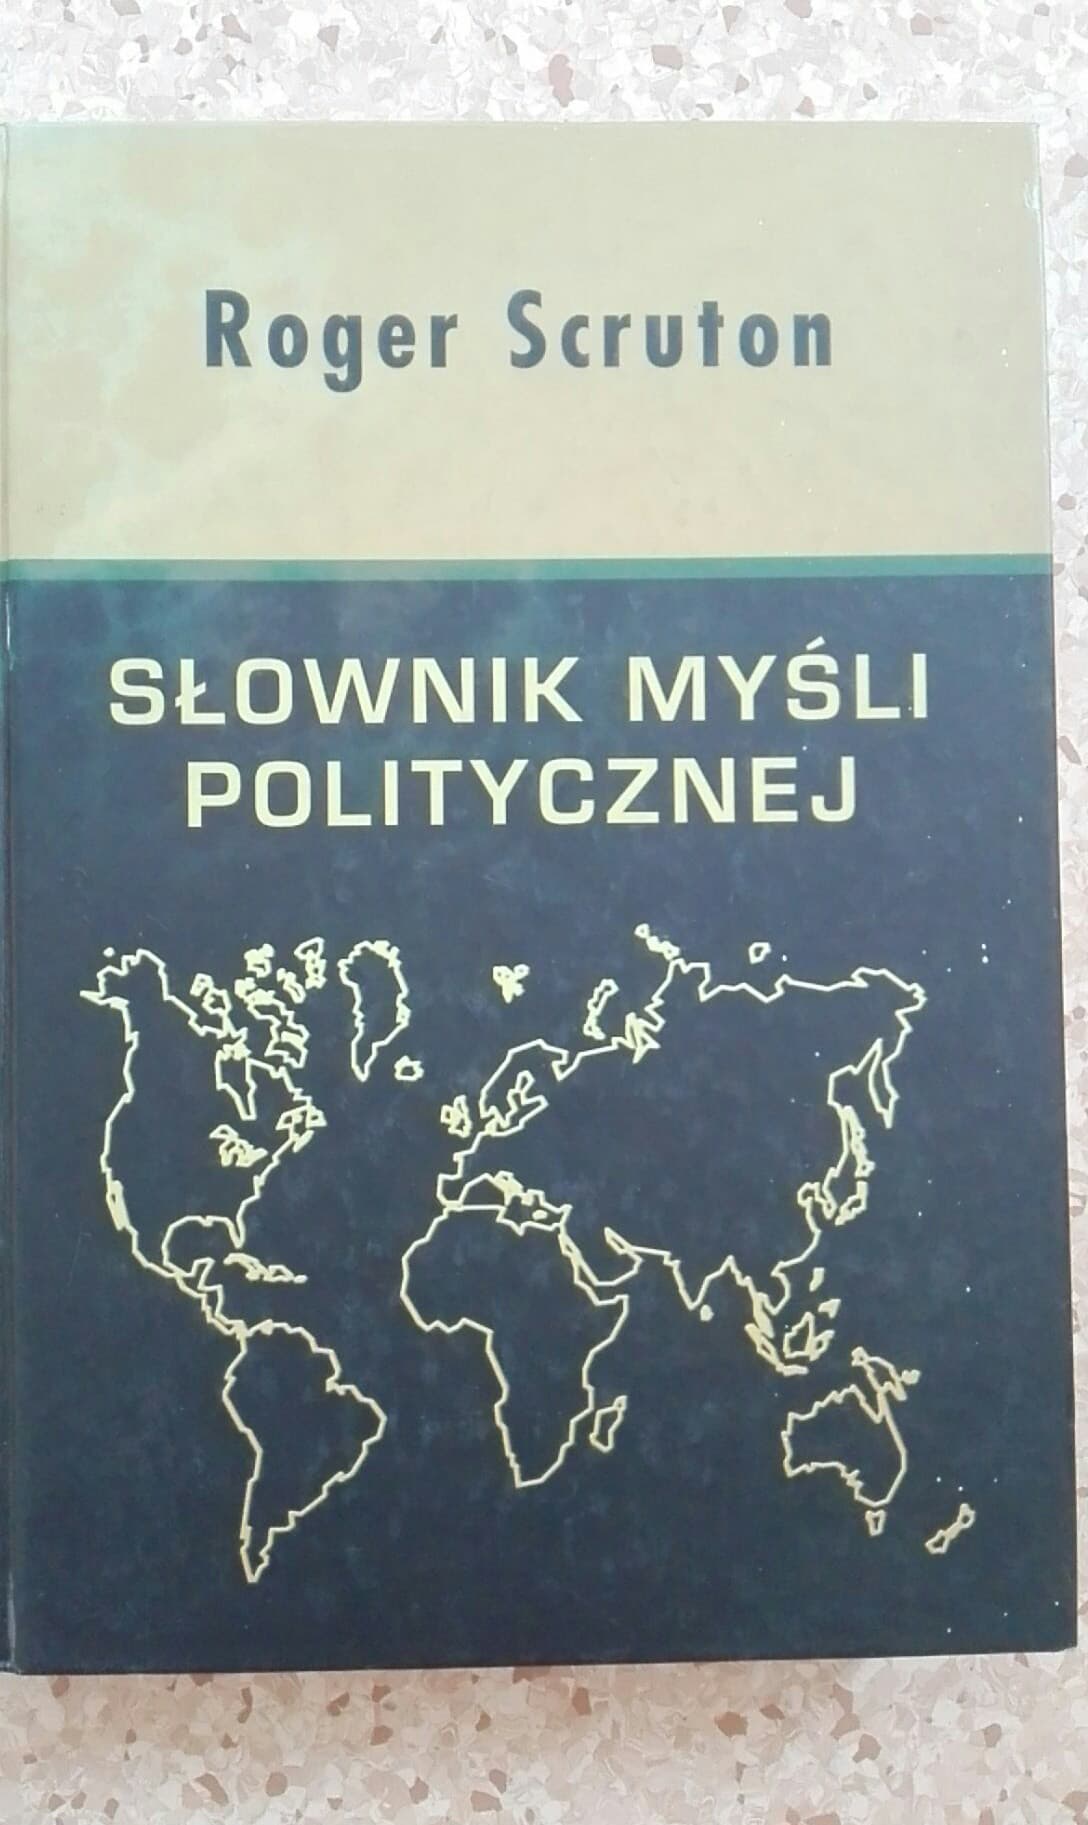 Roger Scruton
SŁOWNIK MYŚLI
POLITYCZNEJ